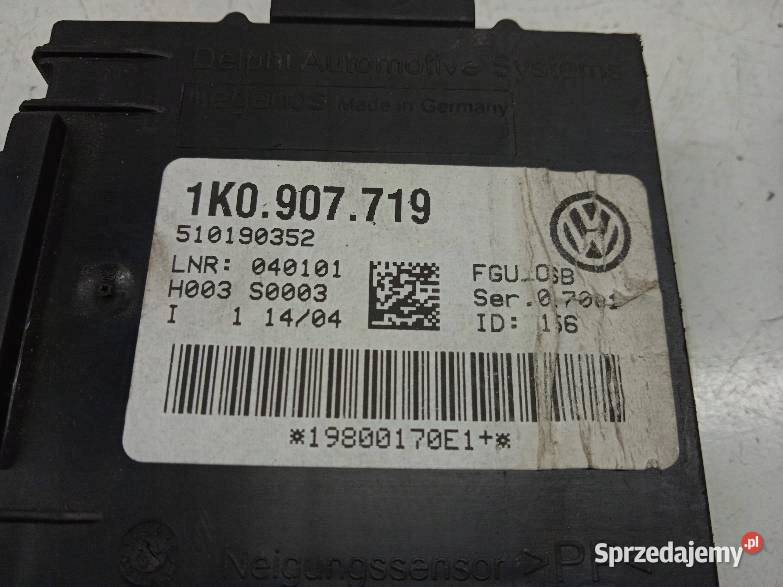 Delphi Automotive Systems
Made in Germany
1K0.907.719
510190352
LNR: 040101
H003 S0003
I 1 14/04
FGU_OSB
Ser.
ID:
*19800170E1+*
Neigungssensor
Sprzedajemy.pl